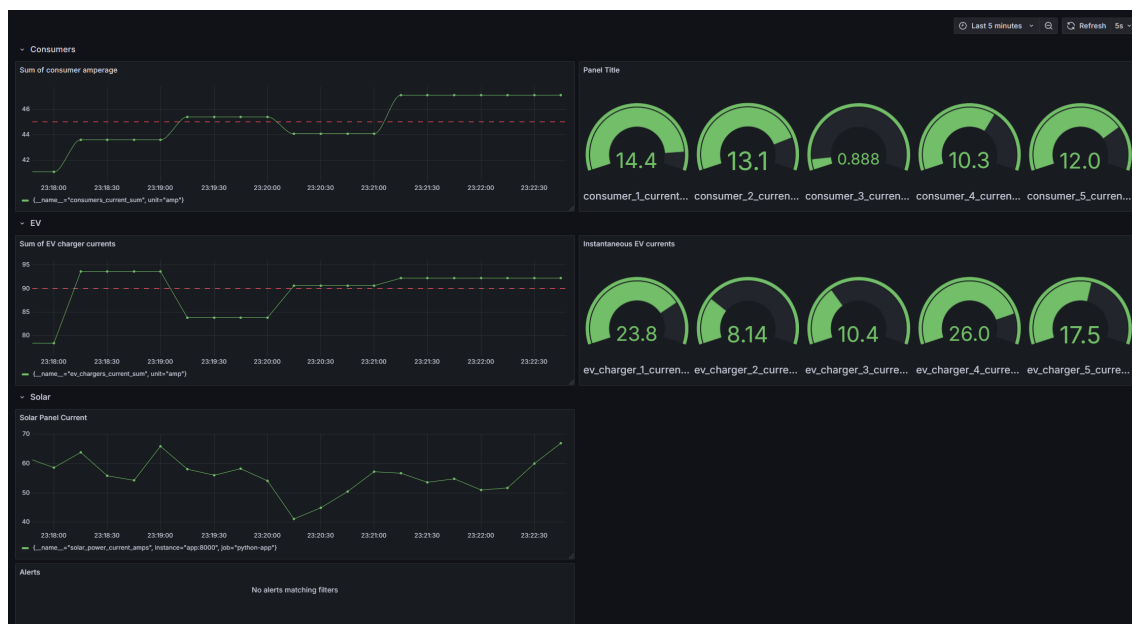 Last 5 minutes
Refresh 5s
Consumers
Sum of consumer amperage
46
44
42
23:18:00 23:18:30 23:19:00 23:19:30 23:20:00 23:20:30 23:21:00 23:21:30 23:22:00 23:22:30
{__name__="consumers_current_sum", unit="amp"}
Panel Title
14.4 13.1 0.888 10.3 12.0
consumer_1_current... consumer_2_curren... consumer_3_curren... consumer_4_curren... consumer_5_curren...
EV
Sum of EV charger currents
95
90
85
80
23:18:00 23:18:30 23:19:00 23:19:30 23:20:00 23:20:30 23:21:00 23:21:30 23:22:00 23:22:30
{__name__="ev_chargers_current_sum", unit="amp"}
Instantaneous EV currents
23.8 8.14 10.4 26.0 17.5
ev_charger_1_curren... ev_charger_2_curre... ev_charger_3_curre... ev_charger_4_curre... ev_charger_5_curre...
Solar
Solar Panel Current
70
60
50
40
23:18:00 23:18:30 23:19:00 23:19:30 23:20:00 23:20:30 23:21:00 23:21:30 23:22:00 23:22:30
{__name__="solar_power_current_amps", instance="app:8000", job="python-app"}
Alerts
No alerts matching filters